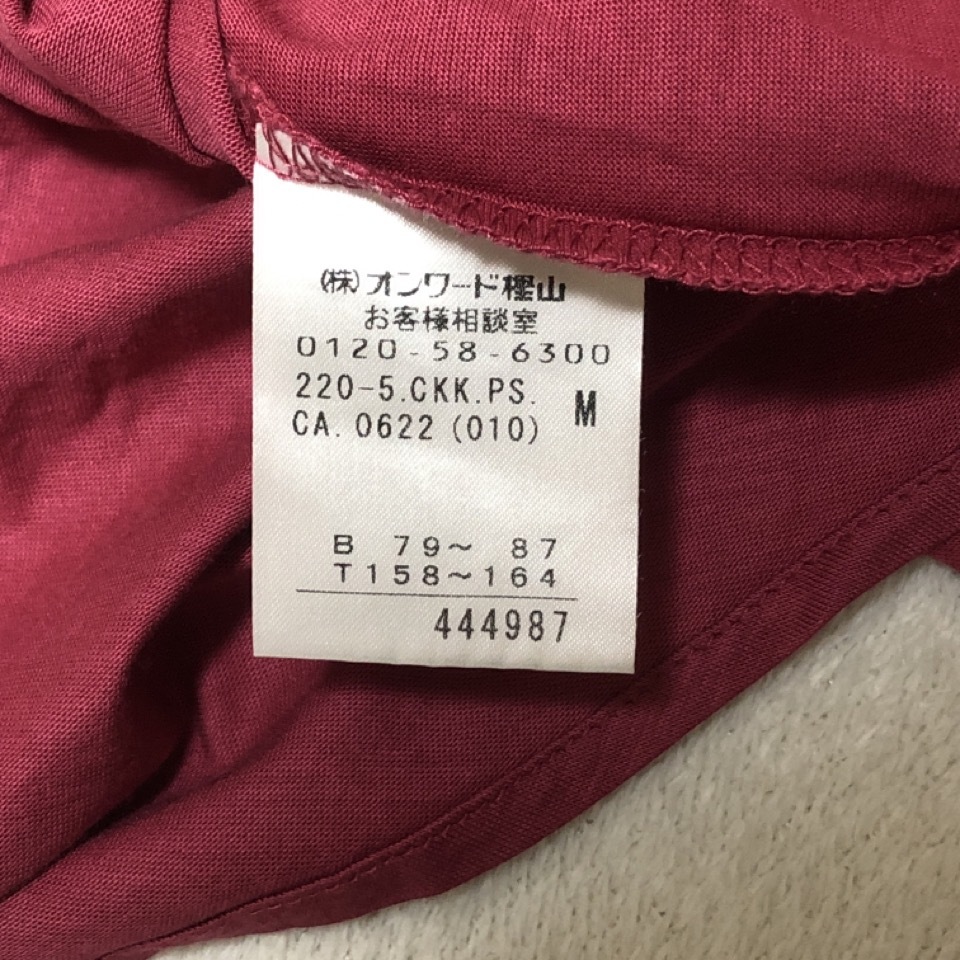 (株)オンワード樫山
お客様相談室
0120-58-6300
220-5.CKK.PS. M
CA.0622(010)
B 79～ 87
T158～164
444987